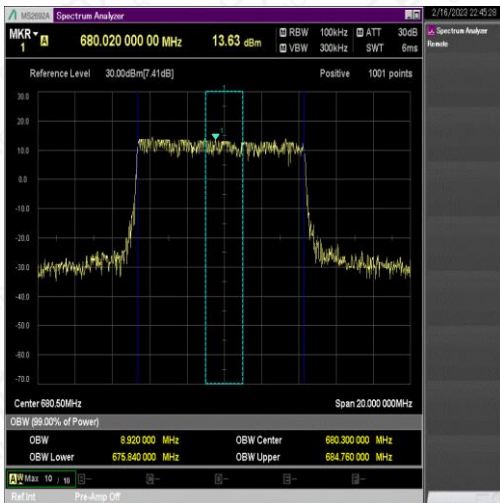 MS2692A Spectrum Analyzer
2/16/2023 22:45:28
MKR 1 A 680.020 000 00 MHz 13.63 dBm
M RBW 100kHz M ATT 30dB
M VBW 300kHz SWT 6ms
Spectrum Analyzer
Remote
Reference Level 30.00dBm[7.41dB] Positive 1001 points
30.0
20.0
10.0
0.0
-10.0
-20.0
-30.0
-40.0
-50.0
-60.0
-70.0
1
Center 680.50MHz Span 20.000 000MHz
OBW (99.00% of Power)
OBW 8.920 000 MHz OBW Center 680.300 000 MHz
OBW Lower 675.840 000 MHz OBW Upper 684.760 000 MHz
A W Max 10 / 10
Ref.Int Pre-Amp Off